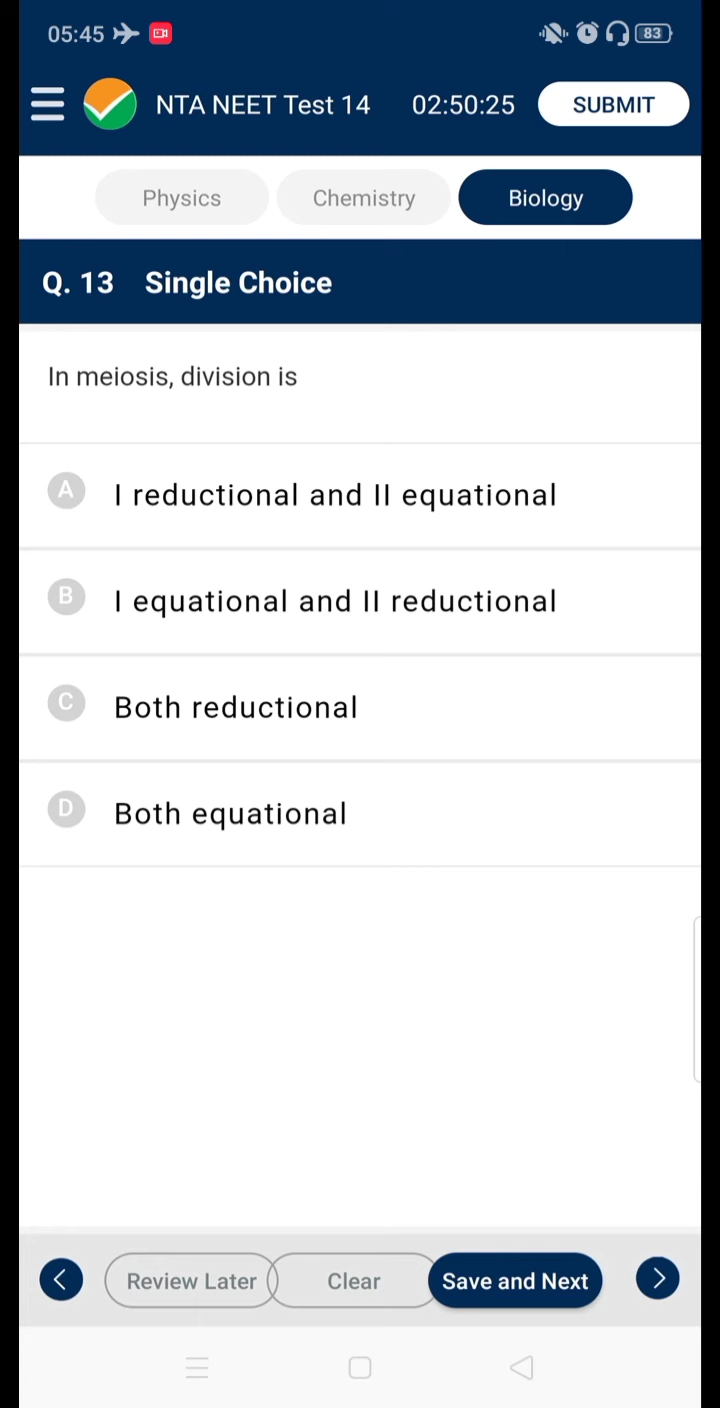 05:45 83
NTA NEET Test 14 02:50:25 SUBMIT
Physics Chemistry Biology
Q. 13 Single Choice
In meiosis, division is
A I reductional and II equational
B I equational and II reductional
C Both reductional
D Both equational
Review Later Clear Save and Next